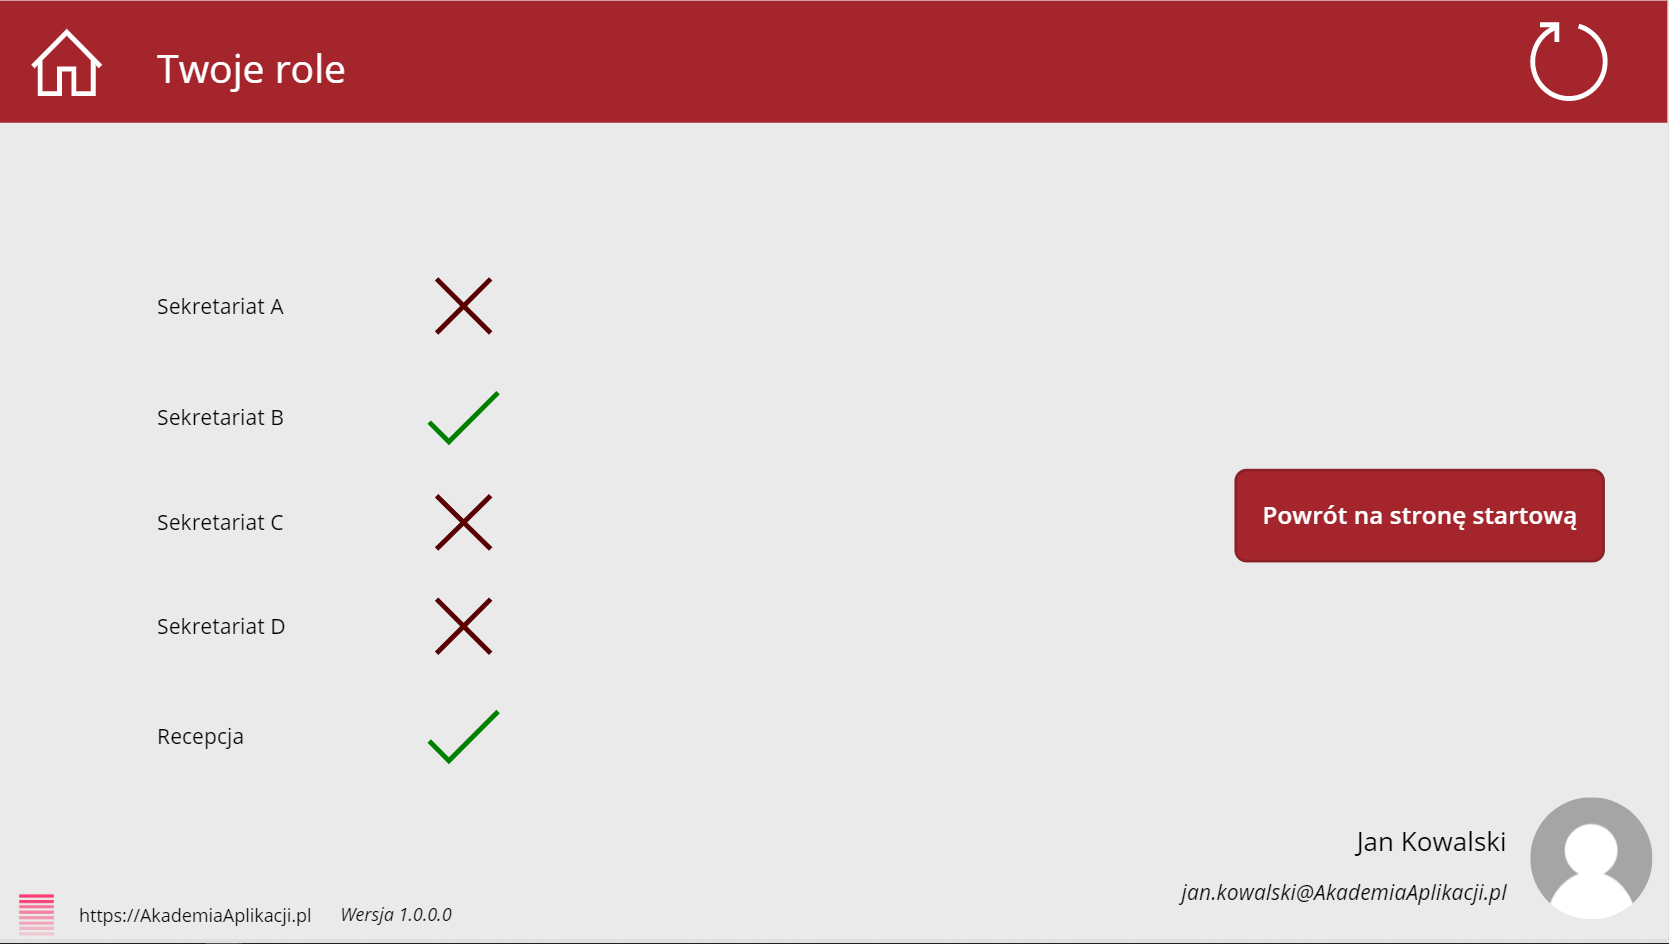 Twoje role
Sekretariat A
Sekretariat B
Sekretariat C
Powrót na stronę startową
Sekretariat D
Recepcja
Jan Kowalski
jan.kowalski@AkademiaAplikacji.pl
https://AkademiaAplikacji.pl Wersja 1.0.0.0